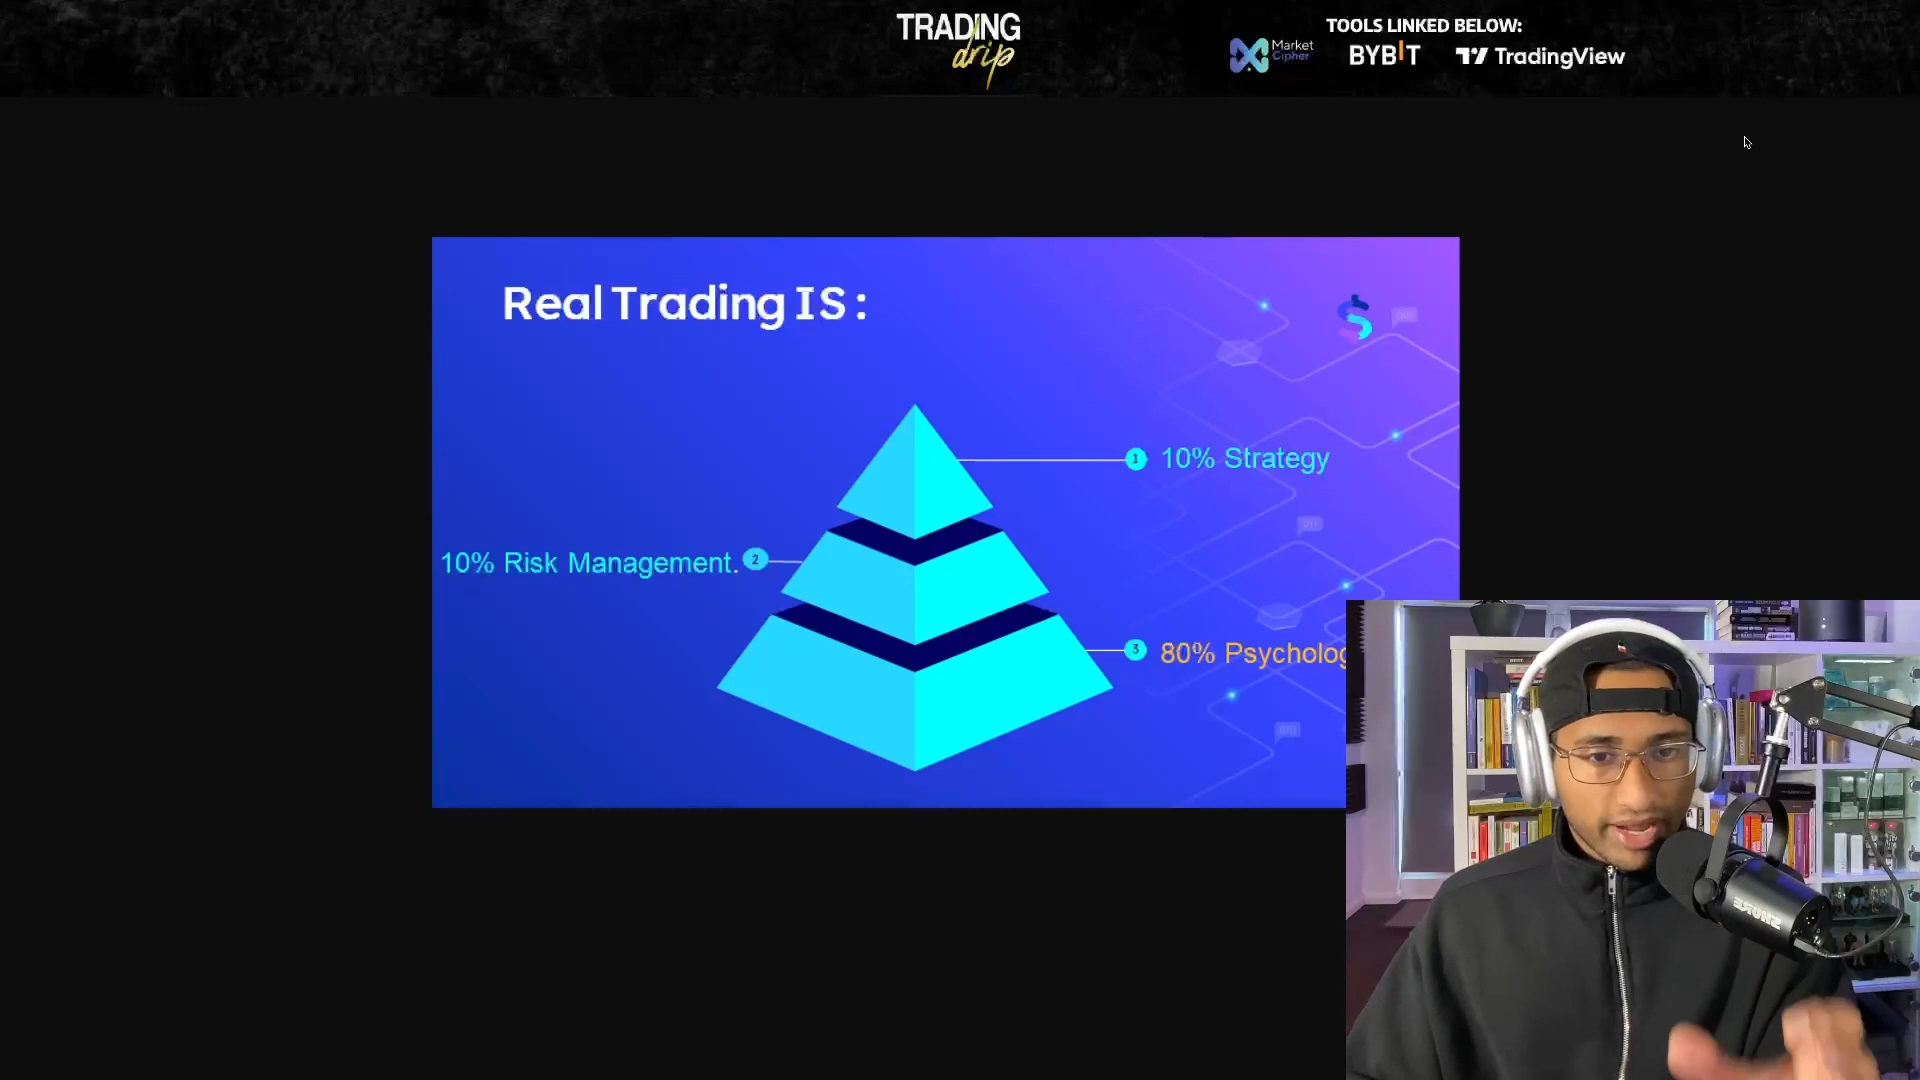 TRADING
drip
TOOLS LINKED BELOW:
Market
Cipher
BYBIT
TradingView
Real Trading IS :
1
10% Strategy
10% Risk Management.
2
3
80% Psycholog
SHURE